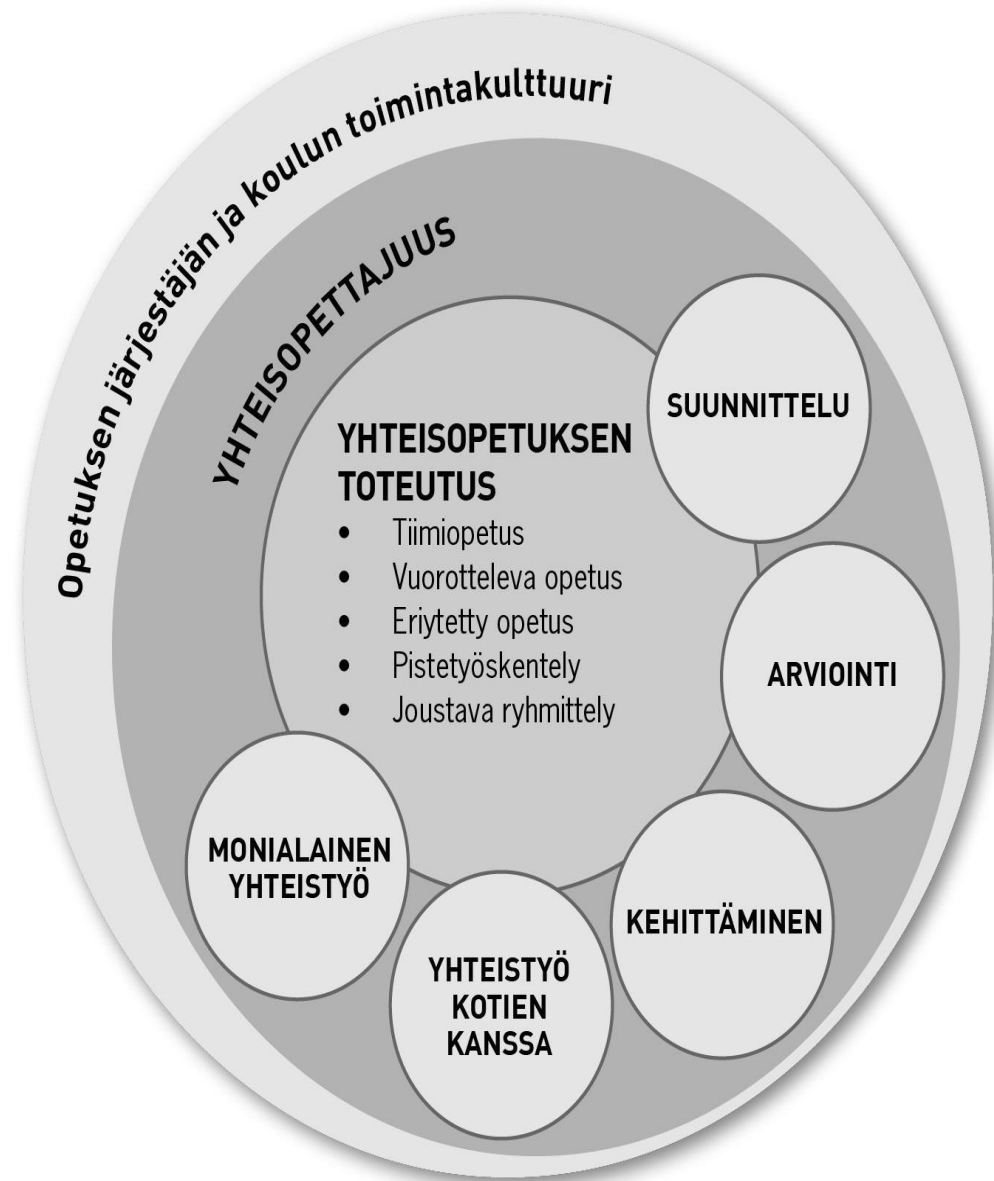 Opetuksen järjestäjän ja koulun toimintakulttuuri
YHTEISOPETTAJUUS
YHTEISOPETUKSEN
TOTEUTUS
• Tiimiopetus
• Vuorotteleva opetus
• Eriytetty opetus
• Pistetyöskentely
• Joustava ryhmittely
SUUNNITTELU
ARVIOINTI
KEHITTÄMINEN
YHTEISTYÖ
KOTIEN
KANSSA
MONIALAINEN
YHTEISTYÖ